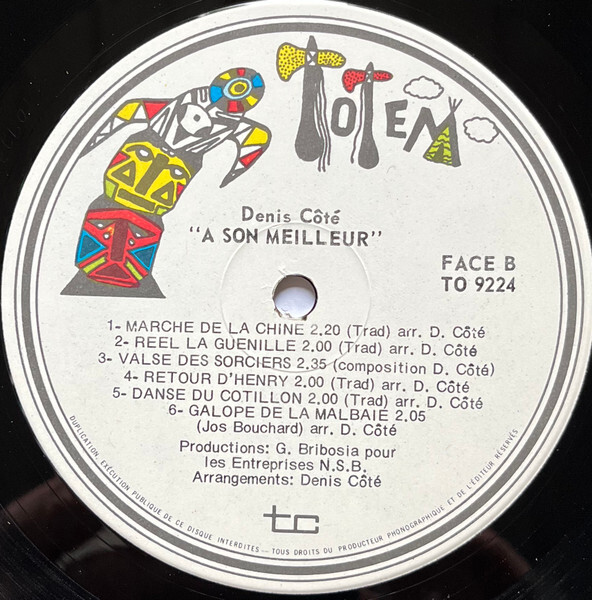 TOTEM
Denis Côté
"A SON MEILLEUR"
FACE B
TO 9224
1- MARCHE DE LA CHINE 2.20 (Trad) arr. D. Côté
2- REEL LA GUENILLE 2.00 (Trad) arr. D. Côté
3- VALSE DES SORCIERS 2.35 (composition D. Côté)
4- RETOUR D'HENRY 2.00 (Trad) arr. D. Côté
5- DANSE DU COTILLON 2.00 (Trad) arr. D. Côté
6- GALOPE DE LA MALBAIE 2.05
(Jos Bouchard) arr. D. Côté
Productions: G. Bribosia pour
les Entreprises N.S.B.
Arrangements: Denis Côté
tc
DUPLICATION, EXÉCUTION PUBLIQUE DE CE DISQUE INTERDITES — TOUS DROITS DU PRODUCTEUR PHONOGRAPHIQUE ET DE L'ÉDITEUR RÉSERVÉS